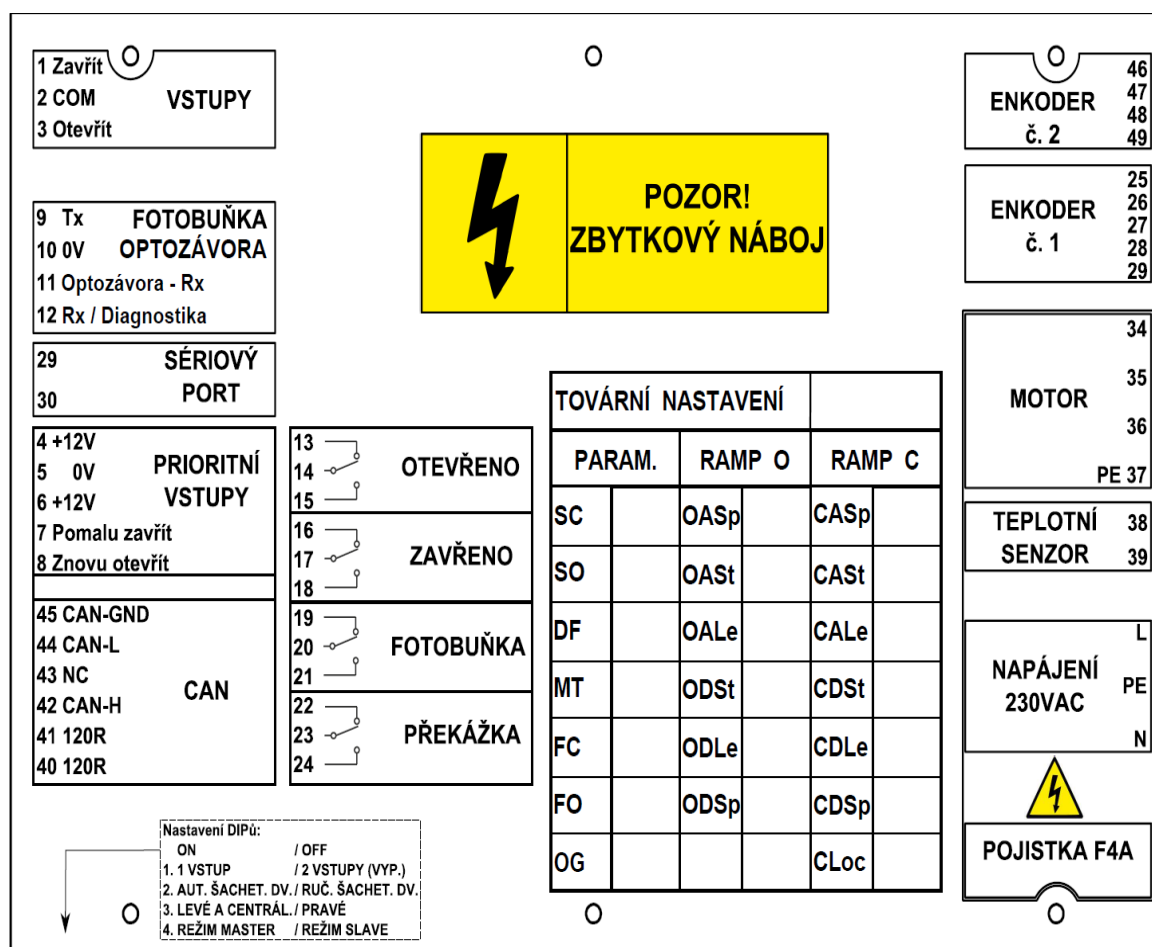 1 Zavřít
2 COM
3 Otevřít
VSTUPY
9 Tx
10 0V
11 Optozávora - Rx
12 Rx / Diagnostika
FOTOBUŇKA
OPTOZÁVORA
29
30
SÉRIOVÝ
PORT
4 +12V
5 0V
6 +12V
7 Pomalu zavřít
8 Znovu otevřít
PRIORITNÍ
VSTUPY
45 CAN-GND
44 CAN-L
43 NC
42 CAN-H
41 120R
40 120R
CAN
13
14
15
OTEVŘENO
16
17
18
ZAVŘENO
19
20
21
FOTOBUŇKA
22
23
24
PŘEKÁŽKA
Nastavení DIPů:
ON / OFF
1. 1 VSTUP / 2 VSTUPY (VYP.)
2. AUT. ŠACHET. DV. / RUČ. ŠACHET. DV.
3. LEVÉ A CENTRÁL. / PRAVÉ
4. REŽIM MASTER / REŽIM SLAVE
POZOR!
ZBYTKOVÝ NÁBOJ
TOVÁRNÍ NASTAVENÍ
PARAM. RAMP O RAMP C
SC OASp CASp
SO OASt CASt
DF OALe CALe
MT ODSt CDSt
FC ODLe CDLe
FO ODSp CDSp
OG CLoc
ENKODER
č. 2
46
47
48
49
ENKODER
č. 1
25
26
27
28
29
MOTOR
34
35
36
PE 37
TEPLOTNÍ
SENZOR
38
39
NAPÁJENÍ
230VAC
L
PE
N
POJISTKA F4A